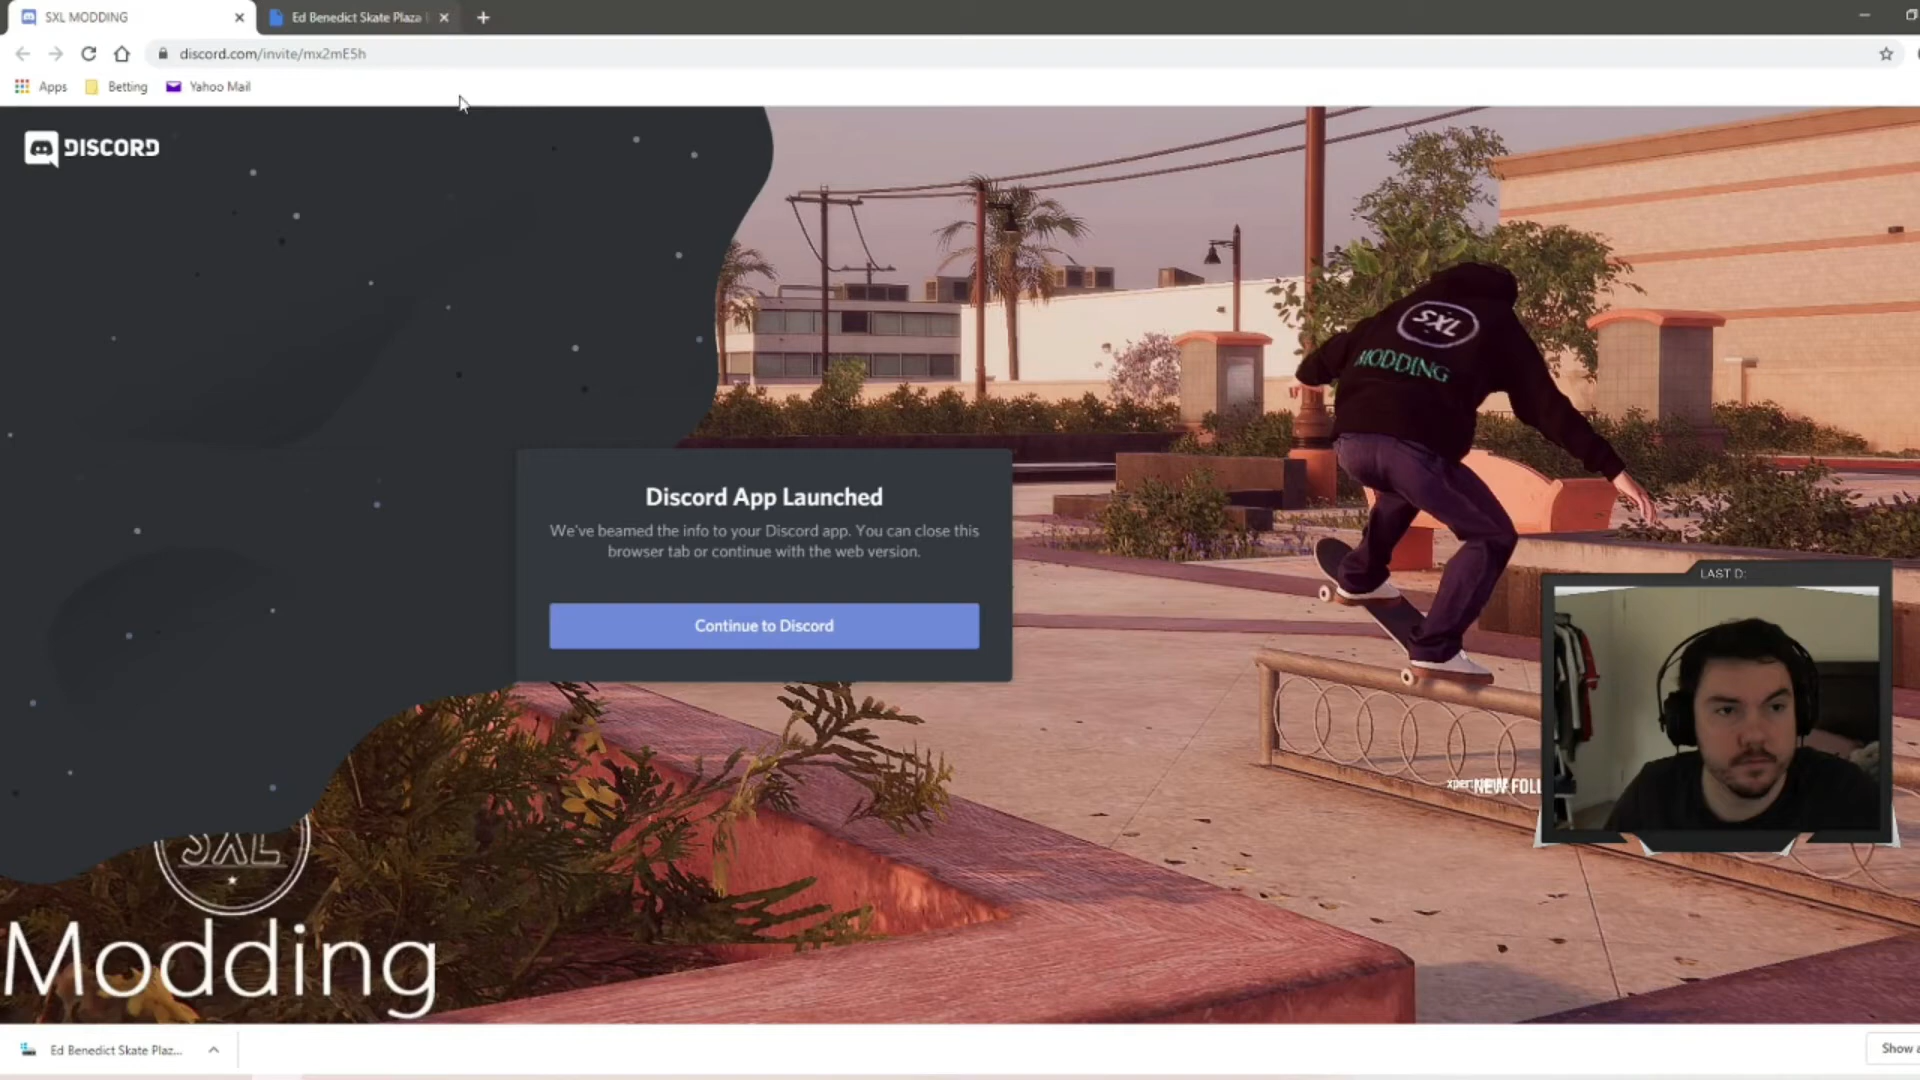 SXL MODDING
Ed Benedict Skate Plaza
discord.com/invite/mx2mE5h
Apps
Betting
Yahoo Mail
DISCORD
SXL
MODDING
Discord App Launched
We've beamed the info to your Discord app. You can close this
browser tab or continue with the web version.
Continue to Discord
LAST D:
NEW FOLL
SXL
Modding
Ed Benedict Skate Plaz...
Show a